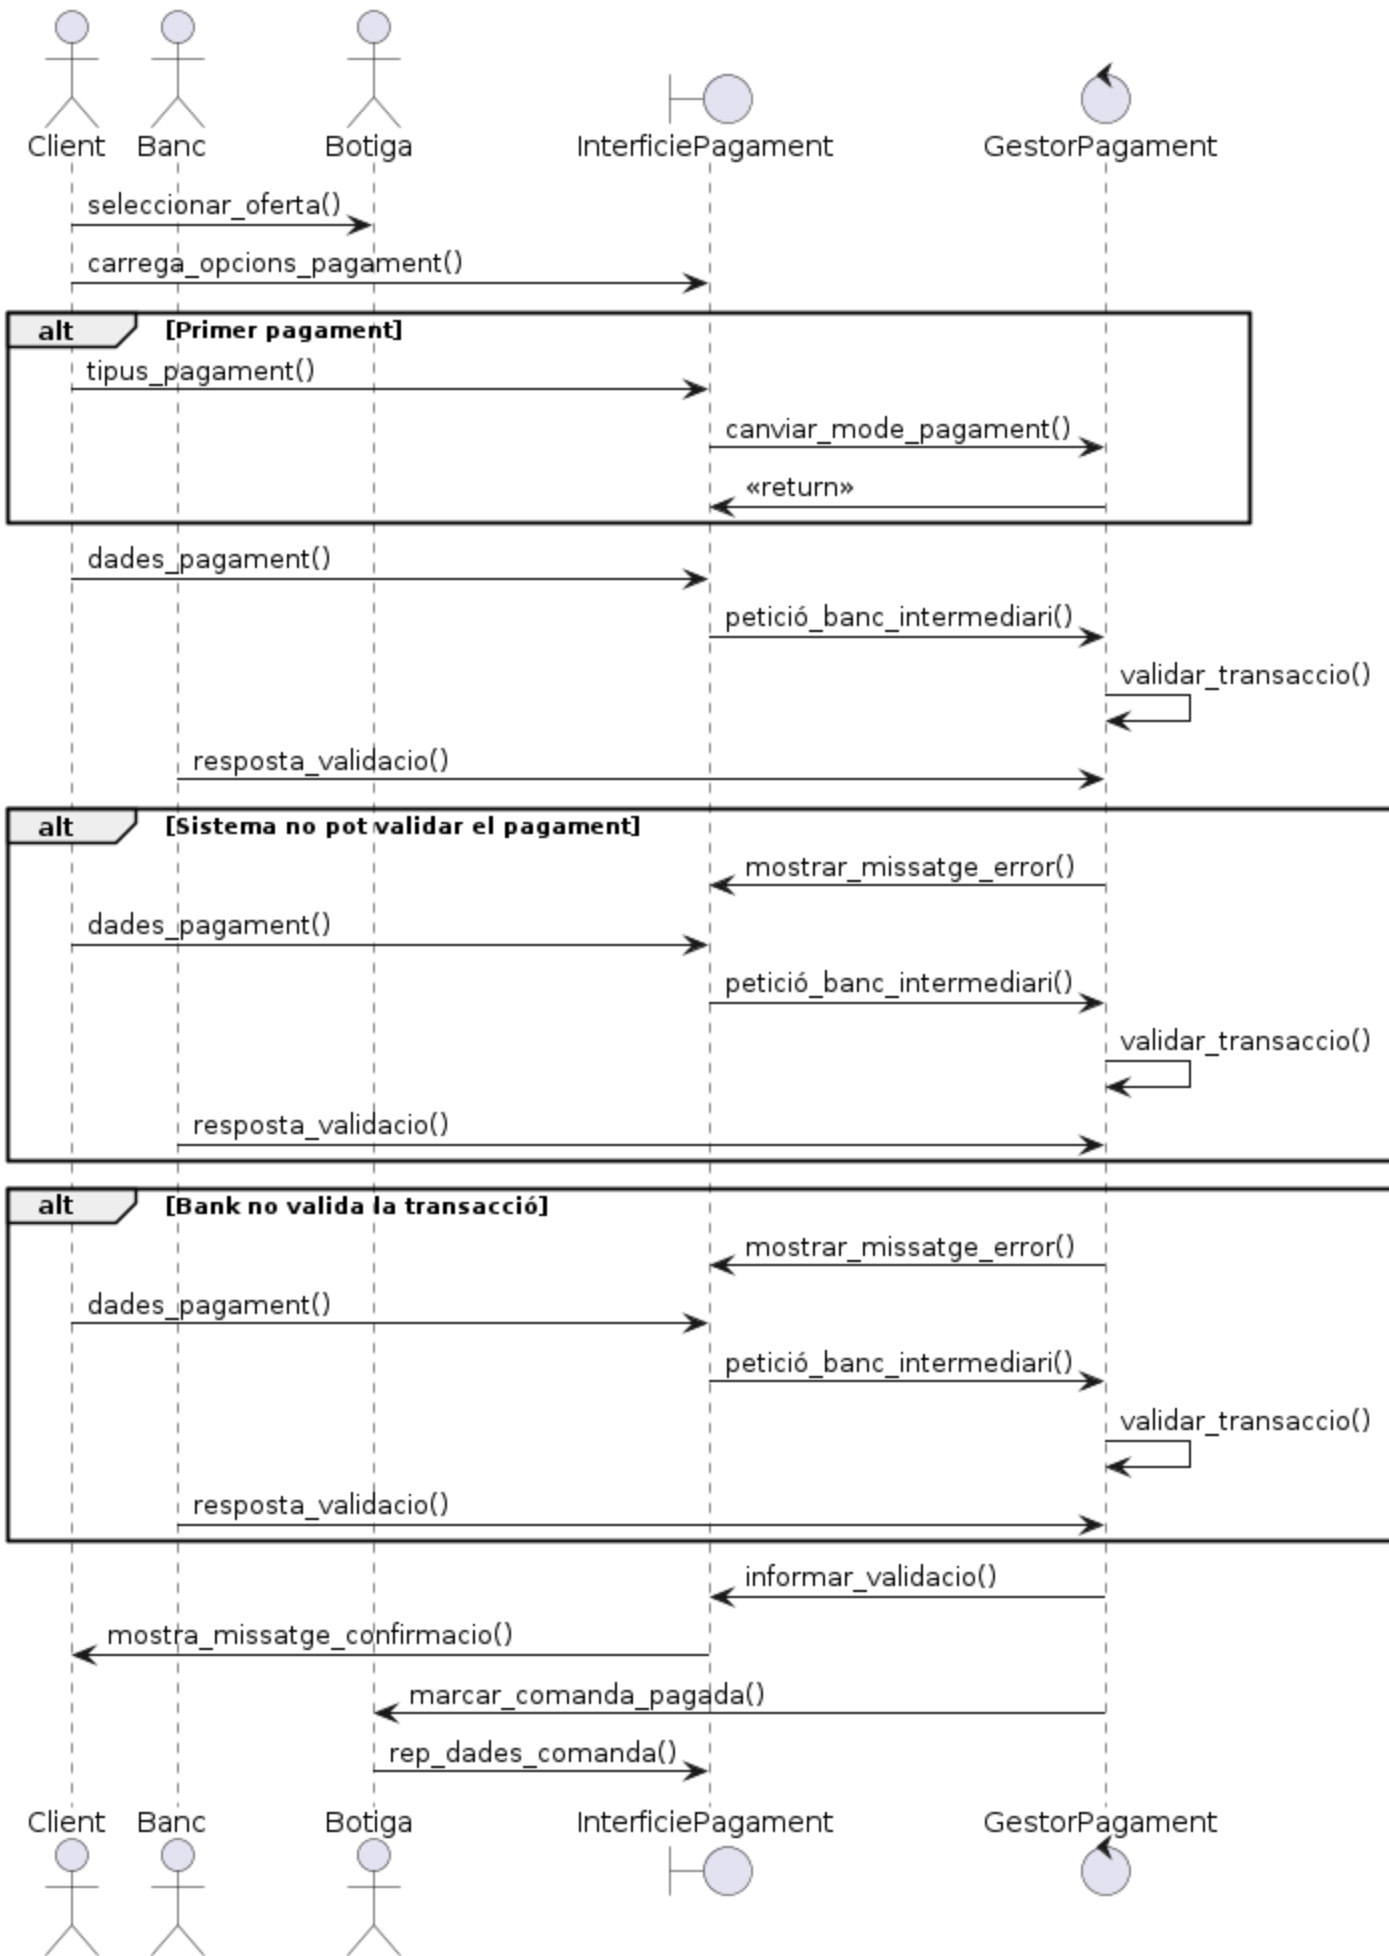 Client Banc Botiga InterficiePagament GestorPagament
seleccionar_oferta()
carrega_opcions_pagament()
alt [Primer pagament]
tipus_pagament()
canviar_mode_pagament()
«return»
dades_pagament()
petició_banc_intermediari()
validar_transaccio()
resposta_validacio()
alt [Sistema no pot validar el pagament]
mostrar_missatge_error()
dades_pagament()
petició_banc_intermediari()
validar_transaccio()
resposta_validacio()
alt [Bank no valida la transacció]
mostrar_missatge_error()
dades_pagament()
petició_banc_intermediari()
validar_transaccio()
resposta_validacio()
informar_validacio()
mostra_missatge_confirmacio()
marcar_comanda_pagada()
rep_dades_comanda()
Client Banc Botiga InterficiePagament GestorPagament